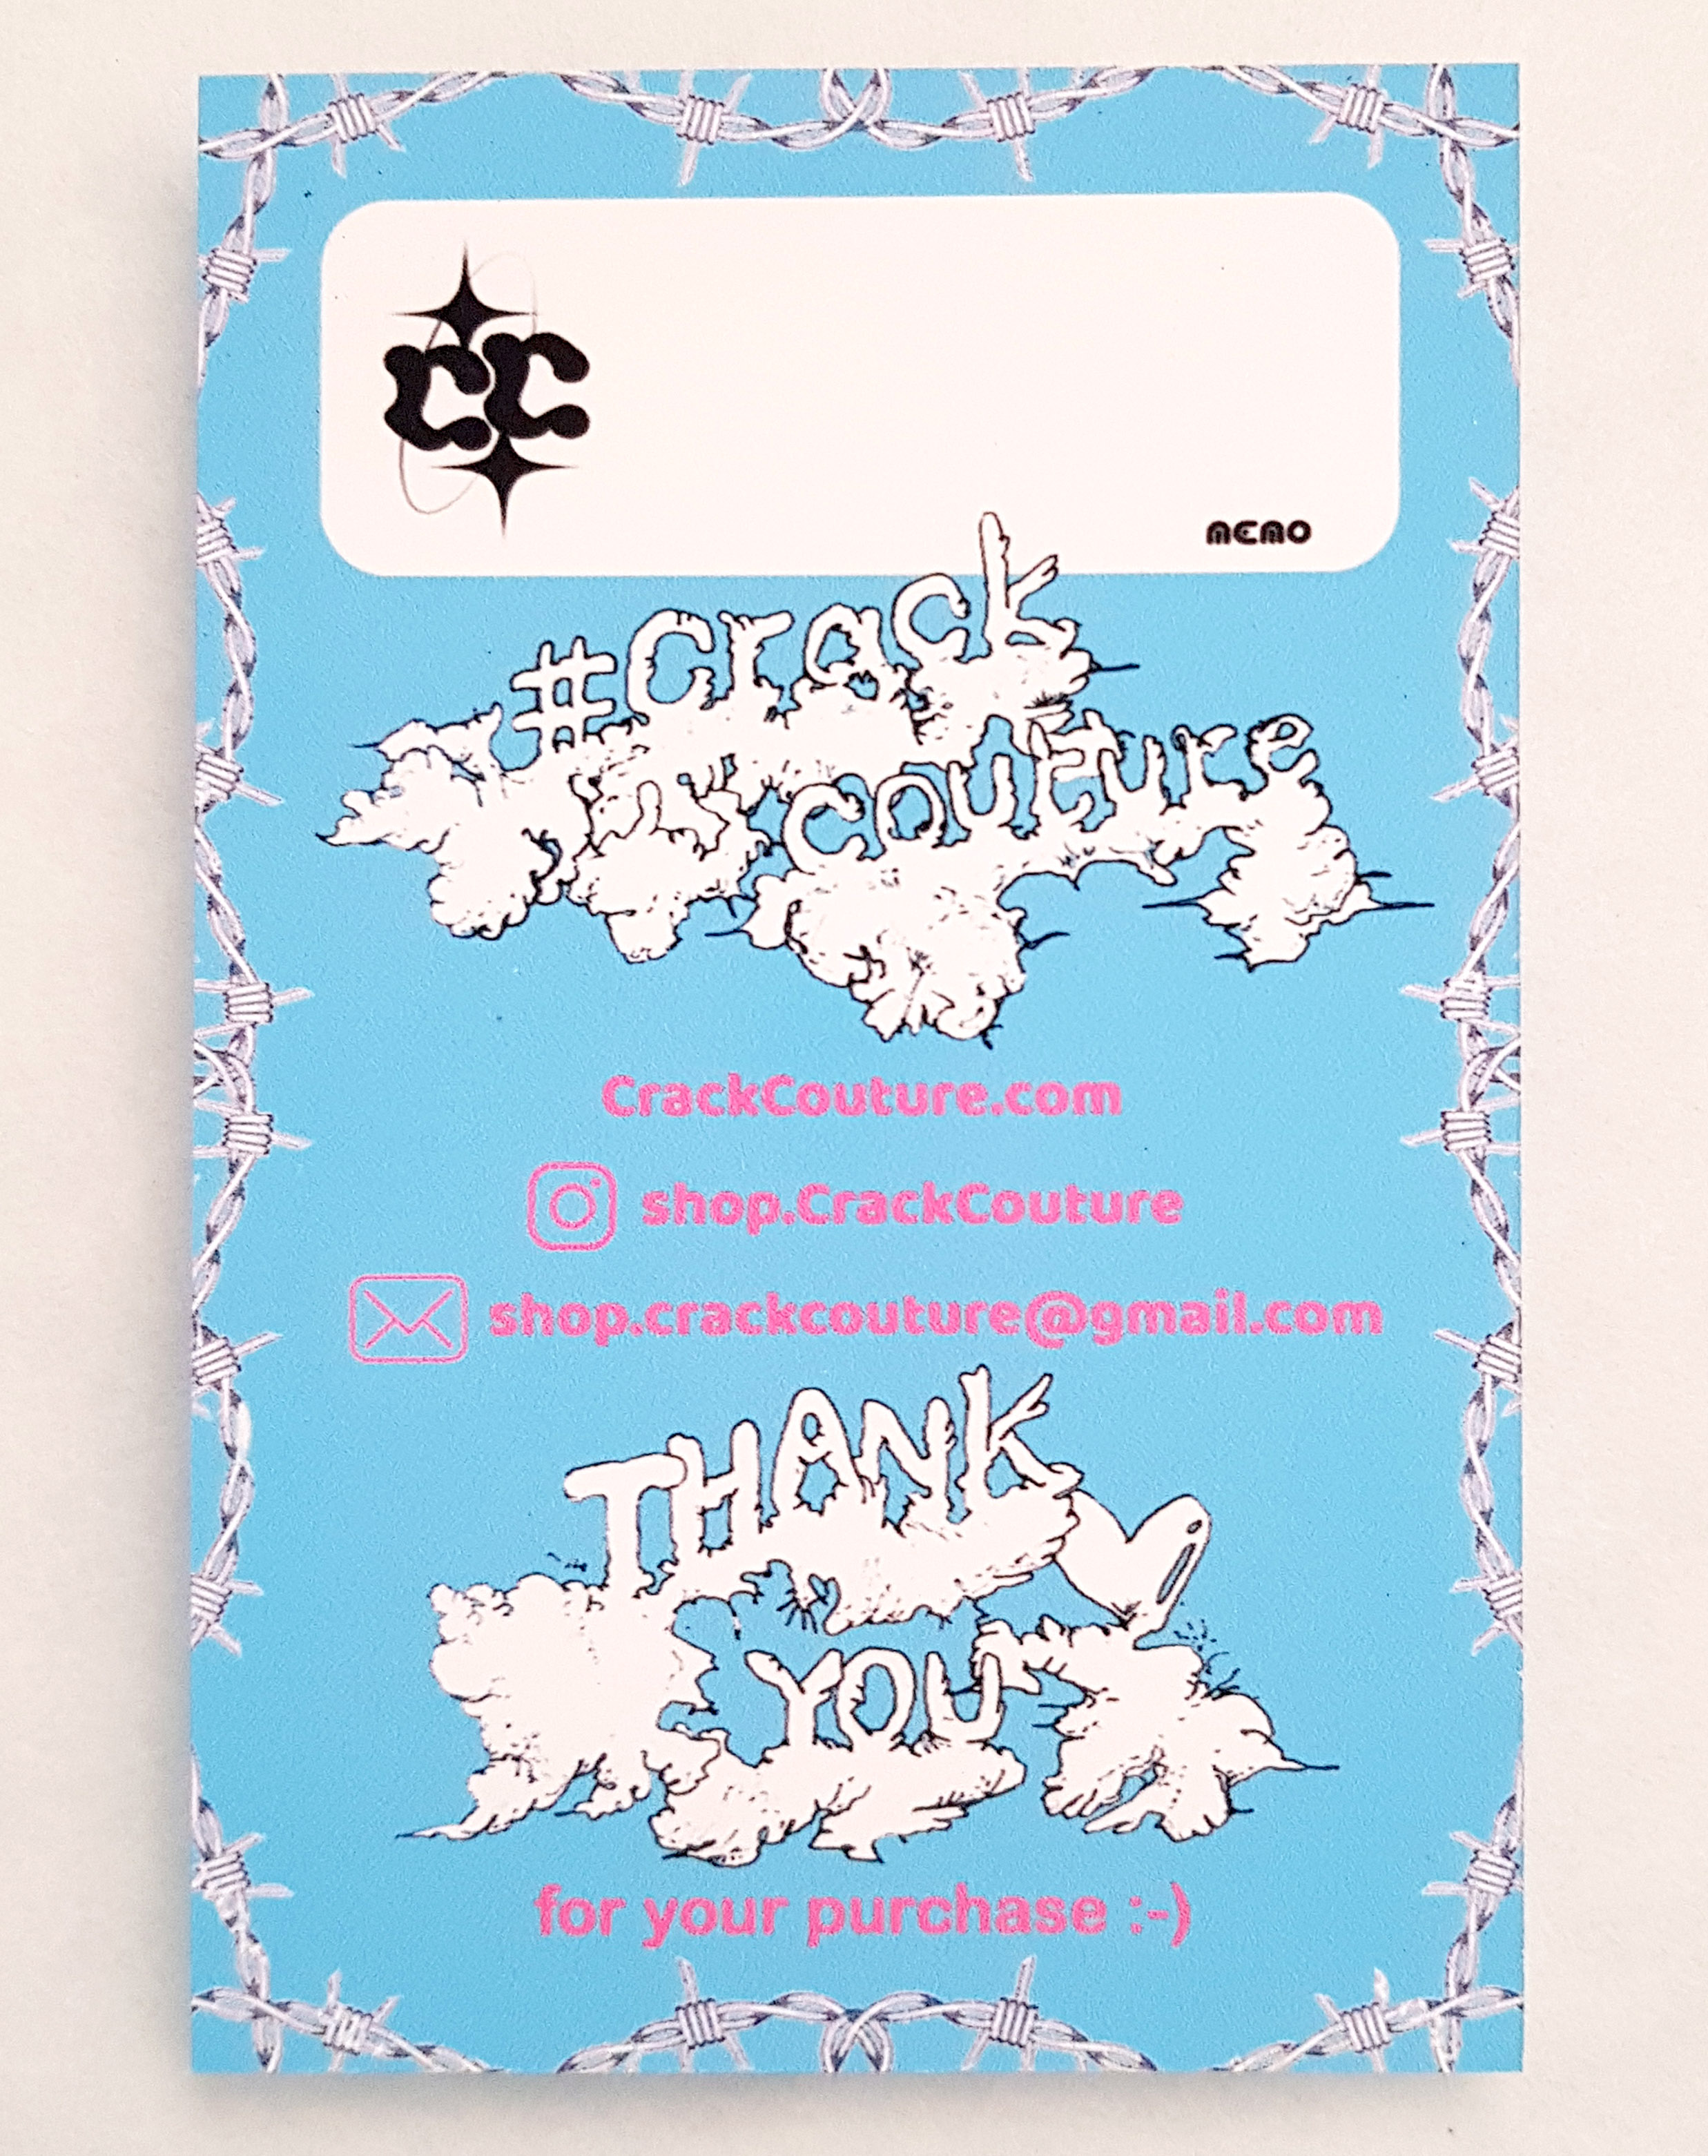 CC
MEMO
#crack
couture
CrackCouture.com
shop.CrackCouture
shop.crackcouture@gmail.com
THANK
YOU
for your purchase :-)